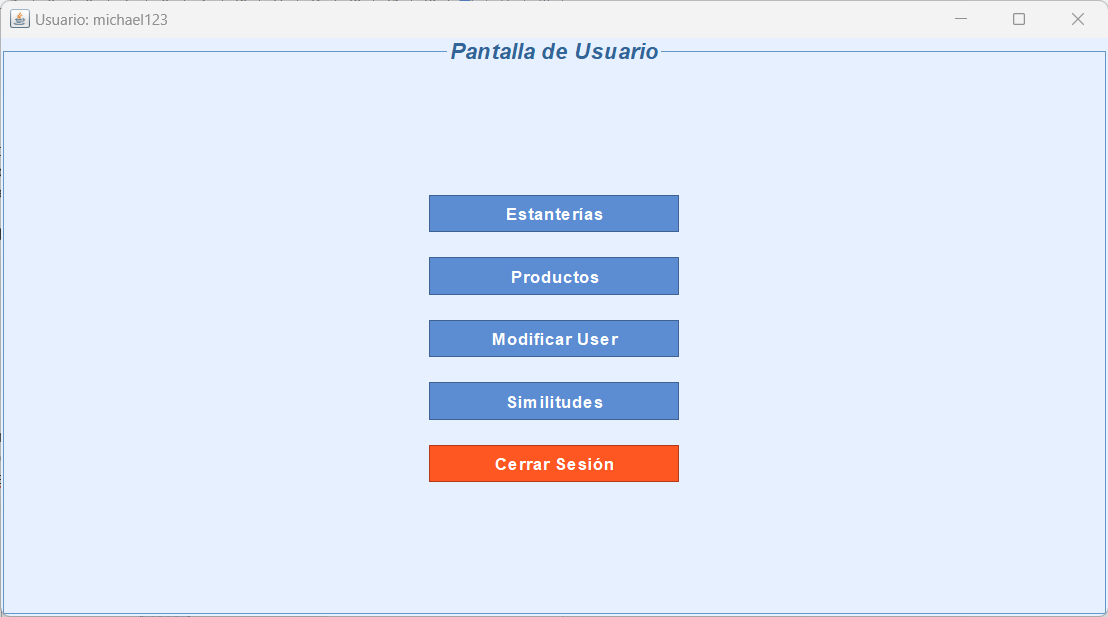 Usuario: michael123
Pantalla de Usuario
Estanterías
Productos
Modificar User
Similitudes
Cerrar Sesión